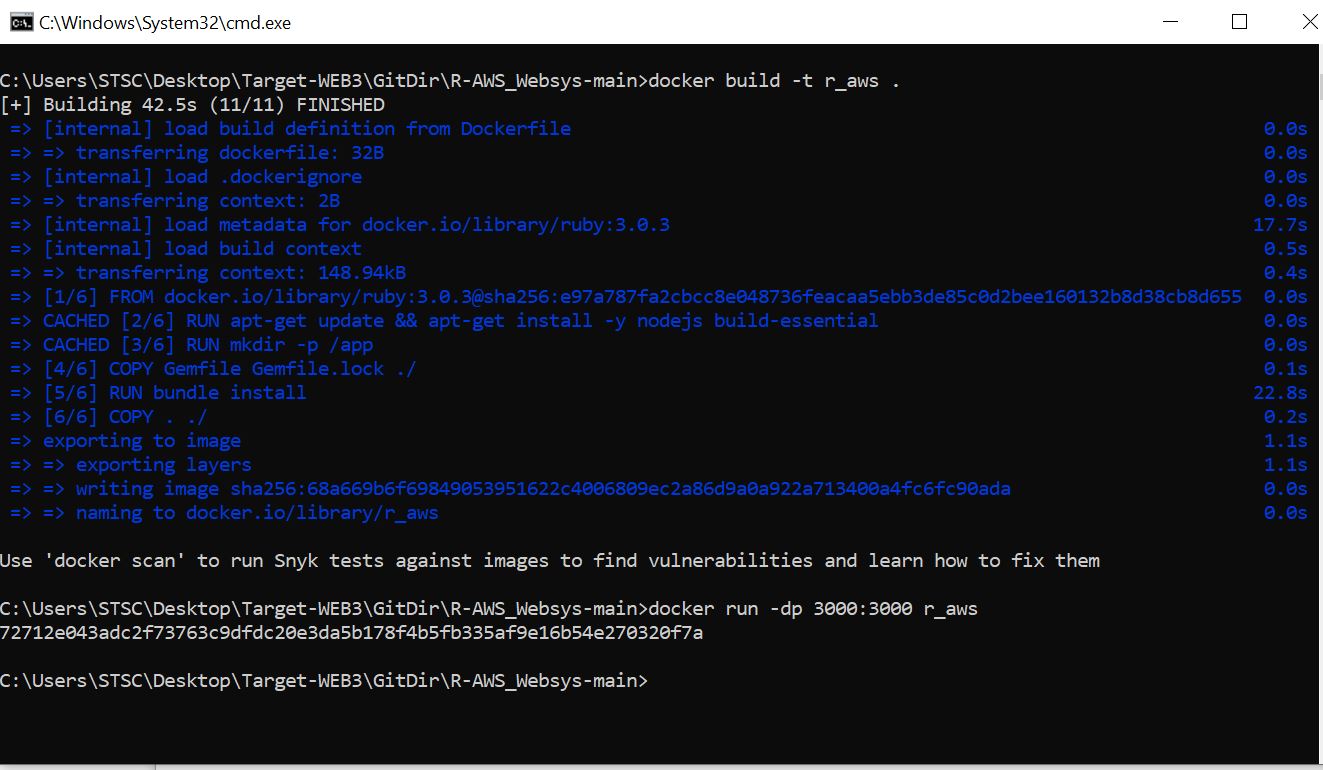 C:\Windows\System32\cmd.exe
C:\Users\STSC\Desktop\Target-WEB3\GitDir\R-AWS_Websys-main>docker build -t r_aws .
[+] Building 42.5s (11/11) FINISHED
=> [internal] load build definition from Dockerfile 0.0s
=> => transferring dockerfile: 32B 0.0s
=> [internal] load .dockerignore 0.0s
=> => transferring context: 2B 0.0s
=> [internal] load metadata for docker.io/library/ruby:3.0.3 17.7s
=> [internal] load build context 0.5s
=> => transferring context: 148.94kB 0.4s
=> [1/6] FROM docker.io/library/ruby:3.0.3@sha256:e97a787fa2cbcc8e048736feacaa5ebb3de85c0d2bee160132b8d38cb8d655 0.0s
=> CACHED [2/6] RUN apt-get update && apt-get install -y nodejs build-essential 0.0s
=> CACHED [3/6] RUN mkdir -p /app 0.0s
=> [4/6] COPY Gemfile Gemfile.lock ./ 0.1s
=> [5/6] RUN bundle install 22.8s
=> [6/6] COPY . ./ 0.2s
=> exporting to image 1.1s
=> => exporting layers 1.1s
=> => writing image sha256:68a669b6f69849053951622c4006809ec2a86d9a0a922a713400a4fc6fc90ada 0.0s
=> => naming to docker.io/library/r_aws 0.0s
Use 'docker scan' to run Snyk tests against images to find vulnerabilities and learn how to fix them
C:\Users\STSC\Desktop\Target-WEB3\GitDir\R-AWS_Websys-main>docker run -dp 3000:3000 r_aws
72712e043adc2f73763c9dfdc20e3da5b178f4b5fb335af9e16b54e270320f7a
C:\Users\STSC\Desktop\Target-WEB3\GitDir\R-AWS_Websys-main>